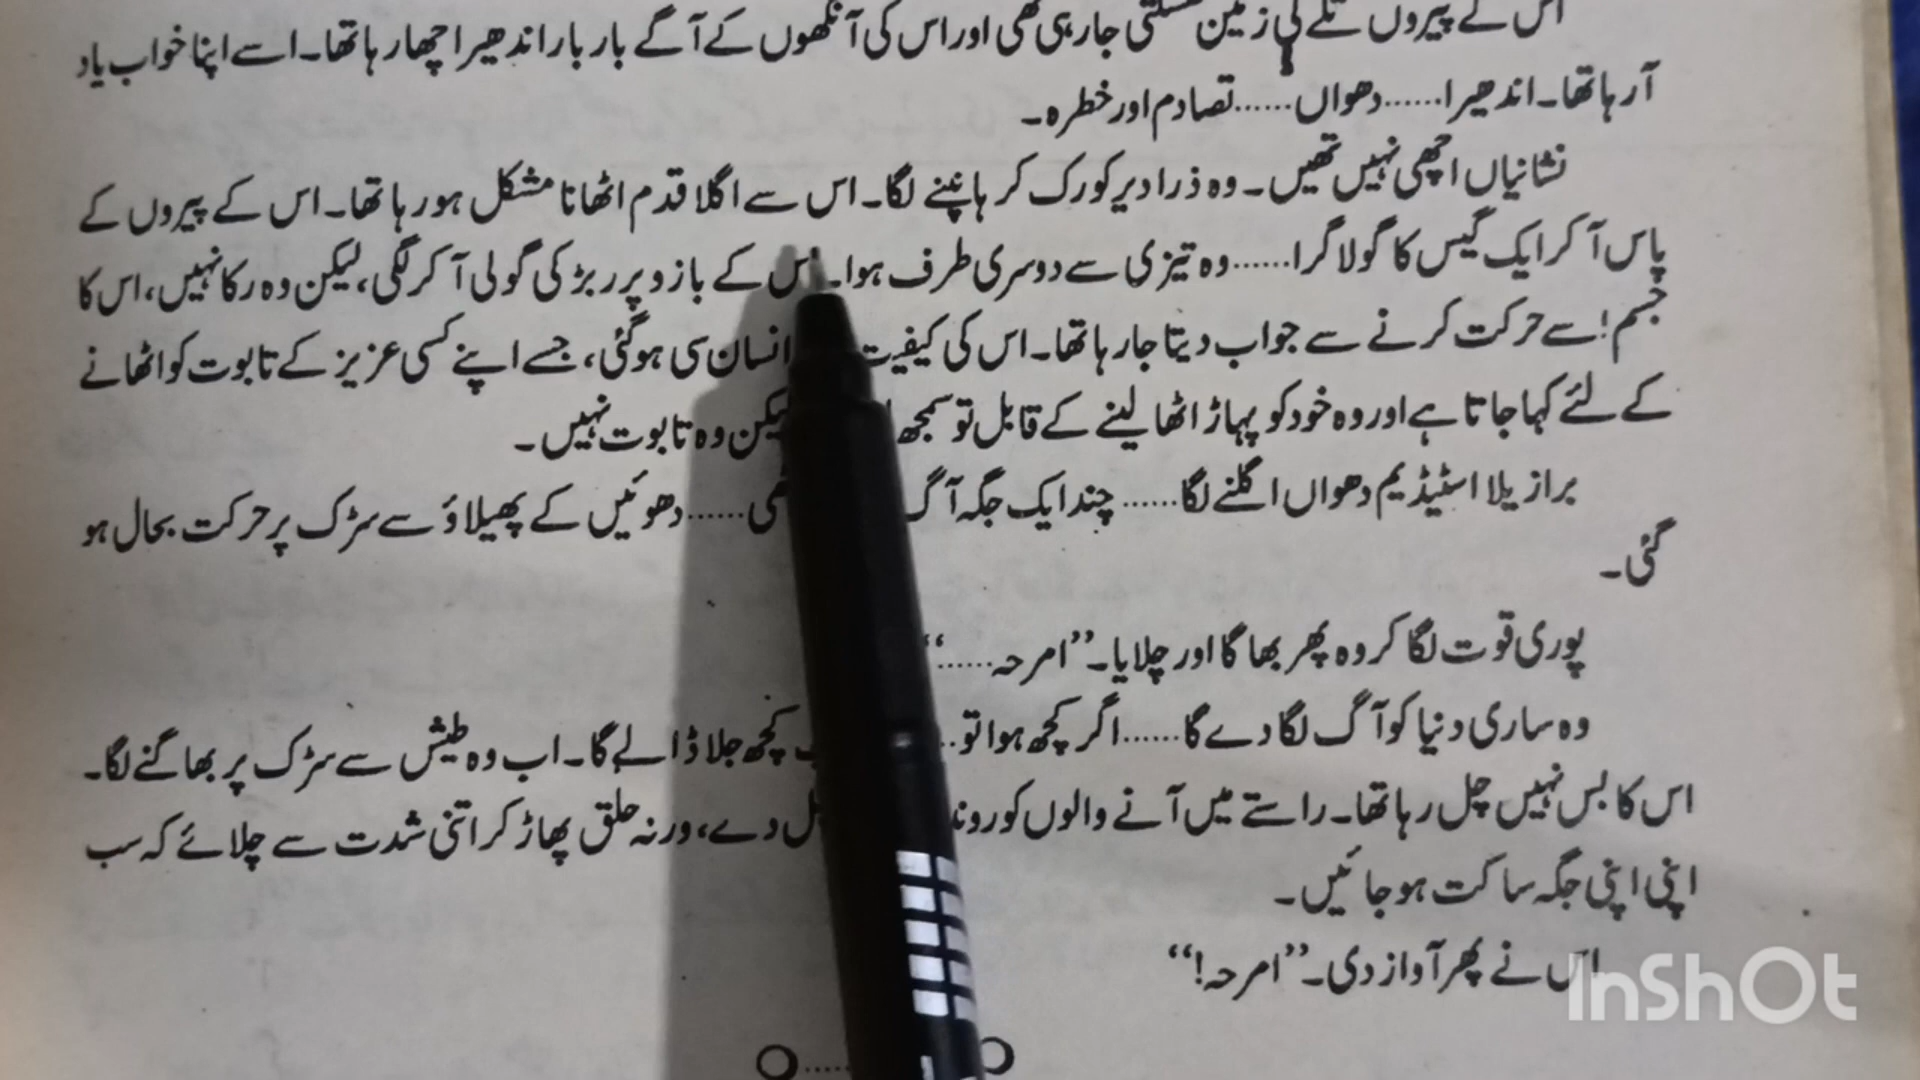 اس کے پیروں تلے کی زمین کھسکتی جا رہی تھی اور اس کی آنکھوں کے آگے بار بار اندھیرا چھا رہا تھا۔ اسے اپنا خواب یاد
آ رہا تھا۔ اندھیرا……دھواں……تصادم اور خطرہ۔
نشانیاں اچھی نہیں تھیں۔ وہ ذرا دیر کو رک کر ہانپنے لگا۔ اس سے اگلا قدم اٹھانا مشکل ہو رہا تھا۔ اس کے پیروں کے
پاس آ کر ایک گیس کا گولا گرا……وہ تیزی سے دوسری طرف ہوا۔ اس کے بازو پر ربڑ کی گولی آ کر لگی، لیکن وہ رکا نہیں، اس کا
جسم اسے حرکت کرنے سے جواب دیتا جا رہا تھا۔ اس کی کیفیت انسان سی ہو گئی، جسے اپنے کسی عزیز کے تابوت کو اٹھانے
کے لئے کہا جاتا ہے اور وہ خود کو پہاڑ اٹھا لینے کے قابل تو سمجھ لیکن وہ تابوت نہیں۔
برازیلا اسٹیڈیم دھواں اگلنے لگا……چند ایک جگہ آگ ……دھوئیں کے پھیلاؤ سے سڑک پر حرکت بحال ہو
گئی۔
پوری قوت لگا کر وہ پھر بھاگا اور چلایا۔ ”امرحہ……“
وہ ساری دنیا کو آگ لگا دے گا……اگر کچھ ہوا تو… کچھ جلا ڈالے گا۔ اب وہ طیش سے سڑک پر بھاگنے لگا۔
اس کا بس نہیں چل رہا تھا۔ راستے میں آنے والوں کو روند دے، ورنہ حلق پھاڑ کر اتنی شدت سے چلائے کہ سب
اپنی اپنی جگہ ساکت ہو جائیں۔
اس نے پھر آواز دی۔ ”امرحہ!“
InShOt